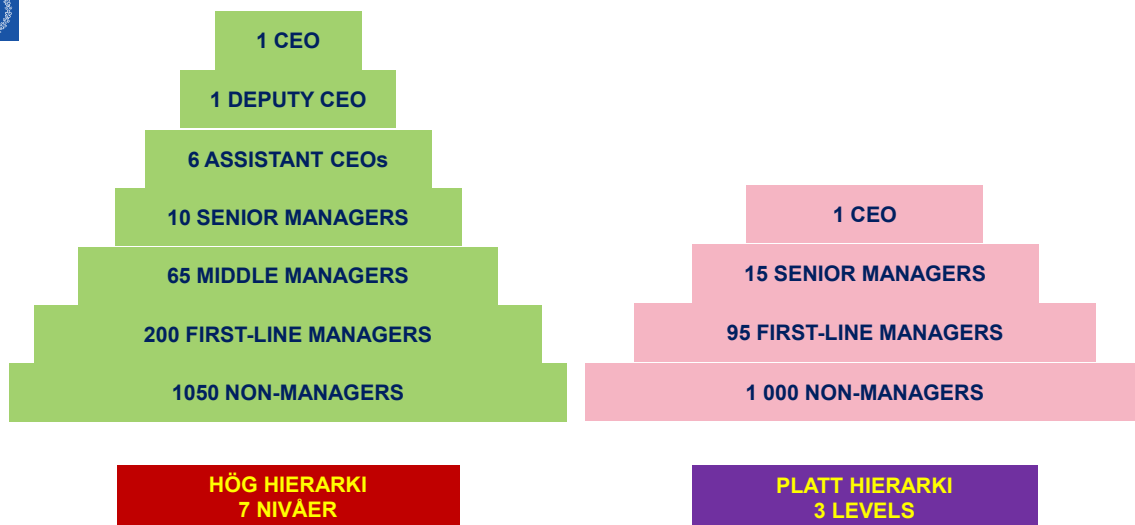 1 CEO
1 DEPUTY CEO
6 ASSISTANT CEOs
10 SENIOR MANAGERS
65 MIDDLE MANAGERS
200 FIRST-LINE MANAGERS
1050 NON-MANAGERS
HÖG HIERARKI
7 NIVÅER
1 CEO
15 SENIOR MANAGERS
95 FIRST-LINE MANAGERS
1 000 NON-MANAGERS
PLATT HIERARKI
3 LEVELS